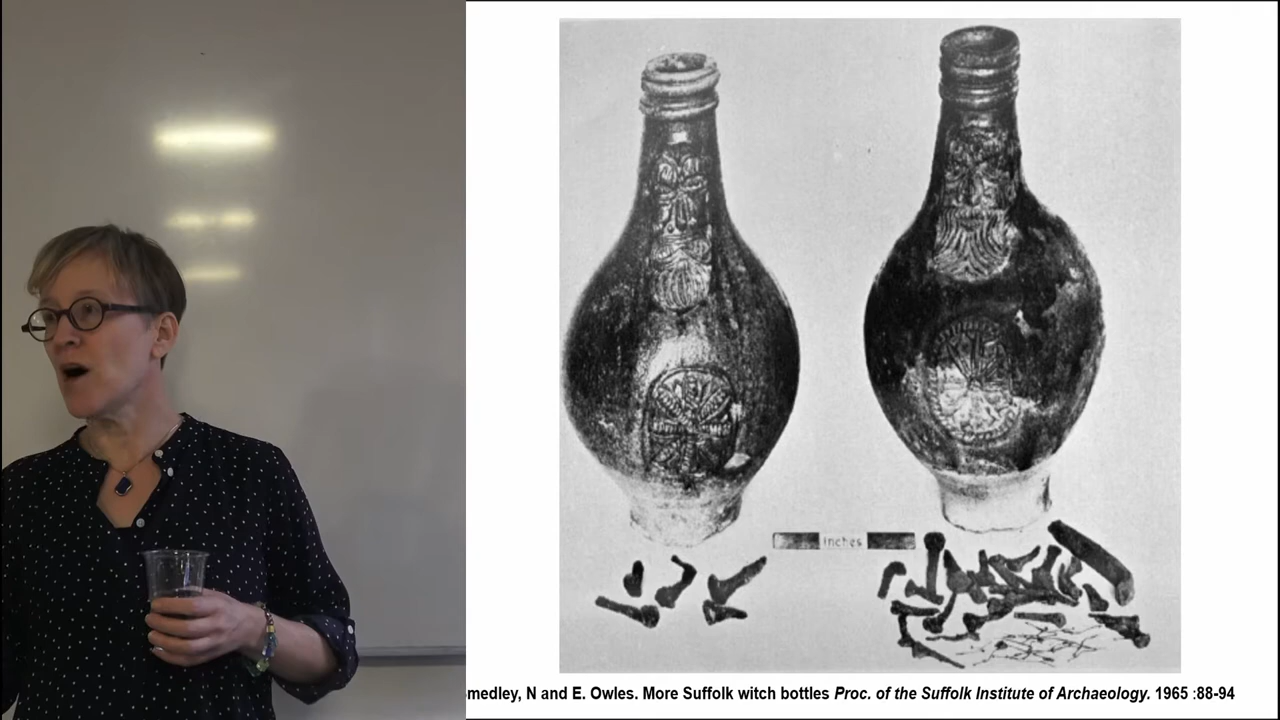 inches
medley, N and E. Owles. More Suffolk witch bottles Proc. of the Suffolk Institute of Archaeology. 1965 :88-94